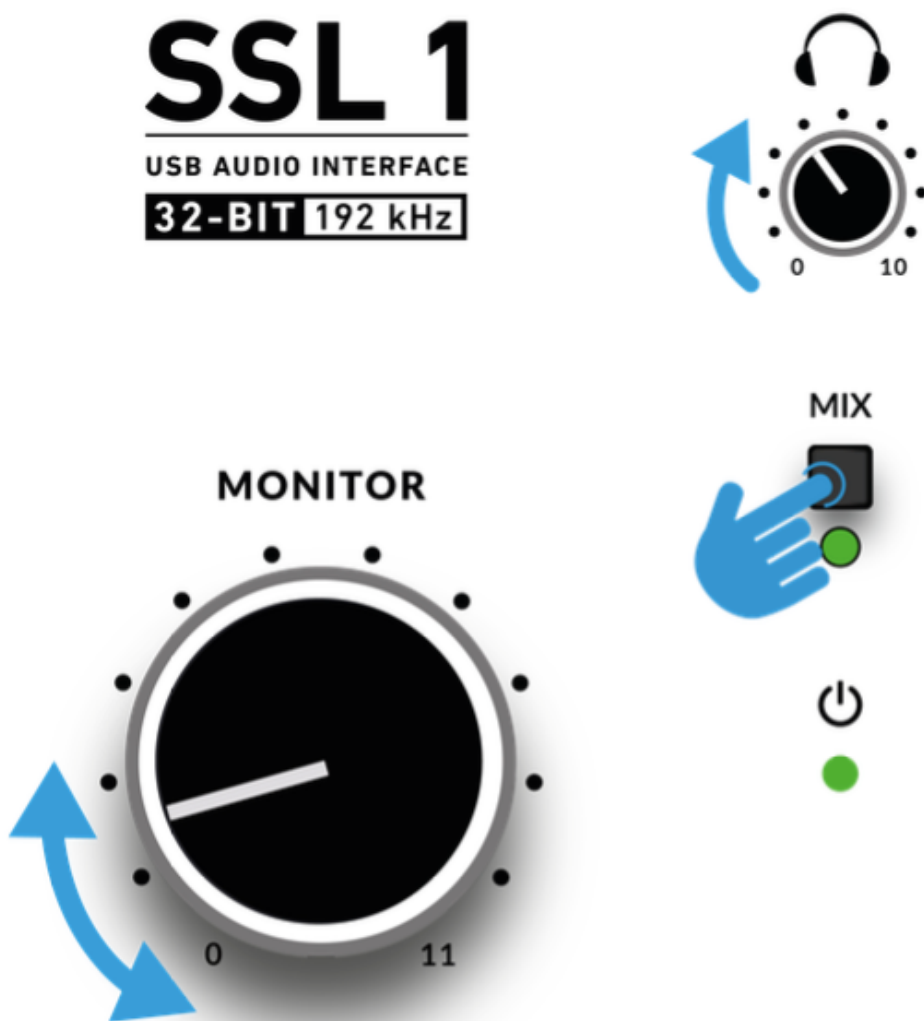 SSL 1
USB AUDIO INTERFACE
32-BIT 192 kHz
0 10
MIX
MONITOR
0 11